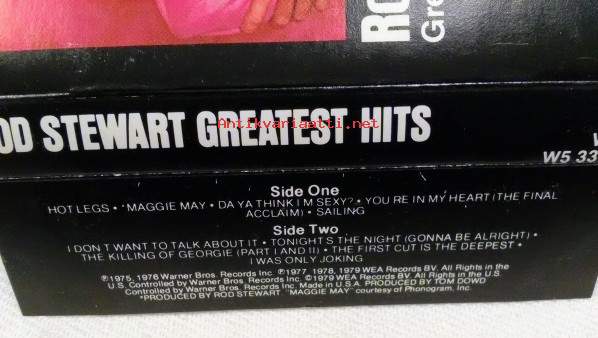 RO
Gre
OD STEWART GREATEST HITS
Antikvariaatti.net
W5 33
Side One
HOT LEGS • *MAGGIE MAY • DA YA THINK I M SEXY? • YOU RE IN MY HEART (THE FINAL
ACCLAIM) • SAILING
Side Two
I DON T WANT TO TALK ABOUT IT • TONIGHT S THE NIGHT (GONNA BE ALRIGHT) •
THE KILLING OF GEORGIE (PART I AND II) • THE FIRST CUT IS THE DEEPEST •
I WAS ONLY JOKING
℗1975, 1976 Warner Bros. Records Inc. ℗1977, 1978, 1979 WEA Records BV. All Rights in the
U.S. Controlled by Warner Bros. Records Inc. ©1979 WEA Records BV. All Rights in the U.S.
Controlled by Warner Bros. Records Inc. Made in U.S.A. PRODUCED BY TOM DOWD
*PRODUCED BY ROD STEWART "MAGGIE MAY" courtesy of Phonogram, Inc.